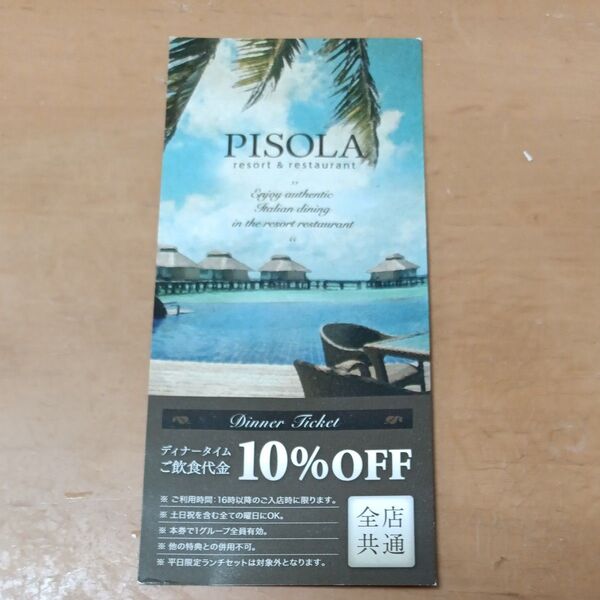 PISOLA
resort & restaurant
"
Enjoy authentic
Italian dining
in the resort restaurant
"
Dinner Ticket
ディナータイム
ご飲食代金
10%OFF
※ ご利用時間:16時以降のご入店時に限ります。
※ 土日祝を含む全ての曜日にOK。
※ 本券で1グループ全員有効。
※ 他の特典との併用不可。
※ 平日限定ランチセットは対象外となります。
全店
共通